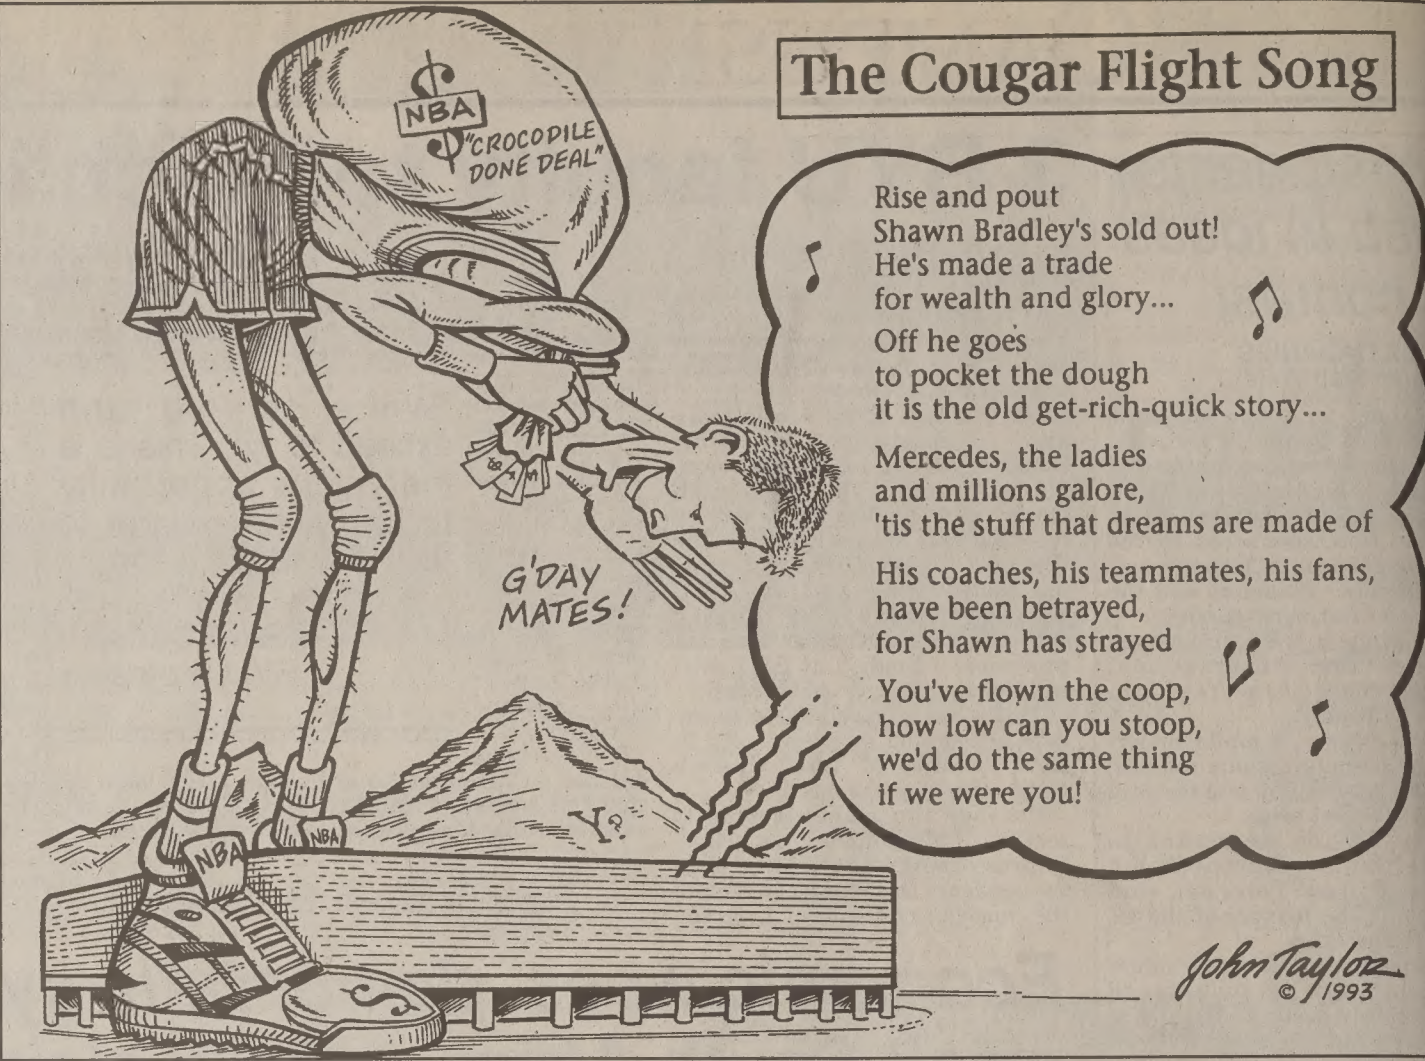 The Cougar Flight Song
$
NBA
$
"CROCODILE
DONE DEAL"
Rise and pout
Shawn Bradley's sold out!
He's made a trade
for wealth and glory...
Off he goes
to pocket the dough
it is the old get-rich-quick story...
Mercedes, the ladies
and millions galore,
'tis the stuff that dreams are made of
His coaches, his teammates, his fans,
have been betrayed,
for Shawn has strayed
You've flown the coop,
how low can you stoop,
we'd do the same thing
if we were you!
G'DAY
MATES!
Y?
NBA
NBA
$
John Taylor
© 1993